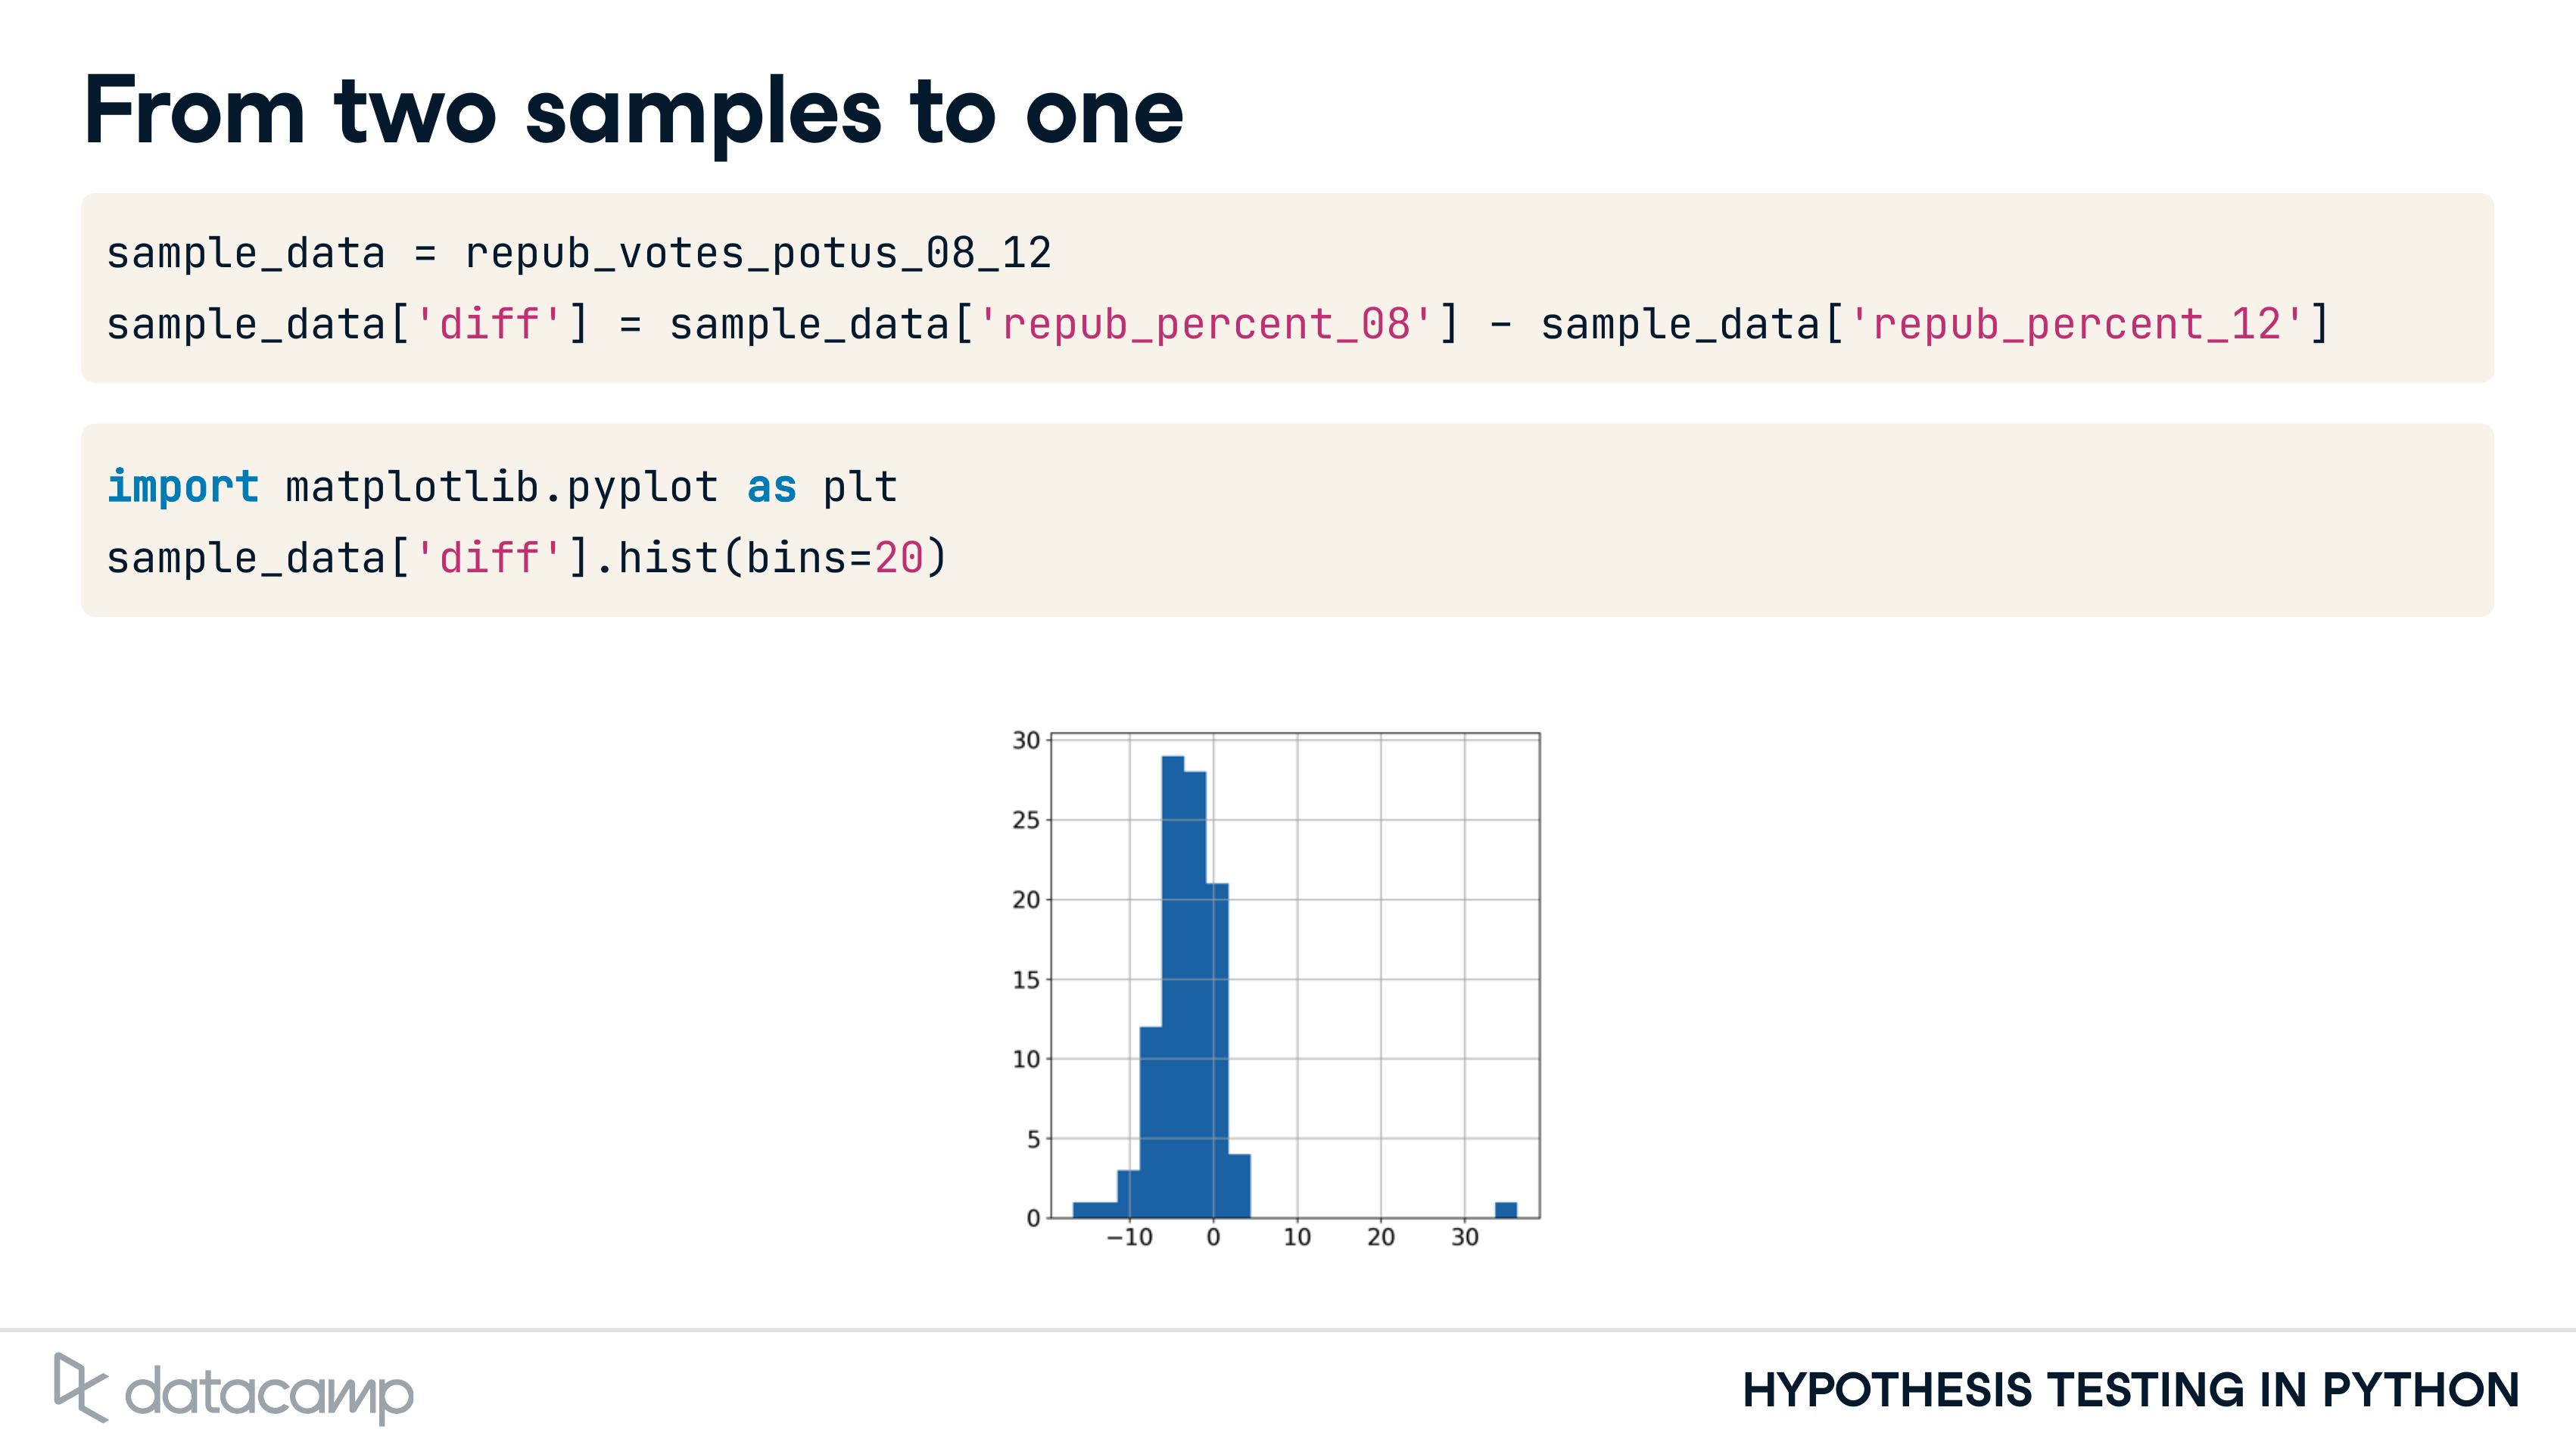 From two samples to one
sample_data = repub_votes_potus_08_12
sample_data['diff'] = sample_data['repub_percent_08'] - sample_data['repub_percent_12']
import matplotlib.pyplot as plt
sample_data['diff'].hist(bins=20)
30
25
20
15
10
5
0
−10 0 10 20 30
datacamp
HYPOTHESIS TESTING IN PYTHON